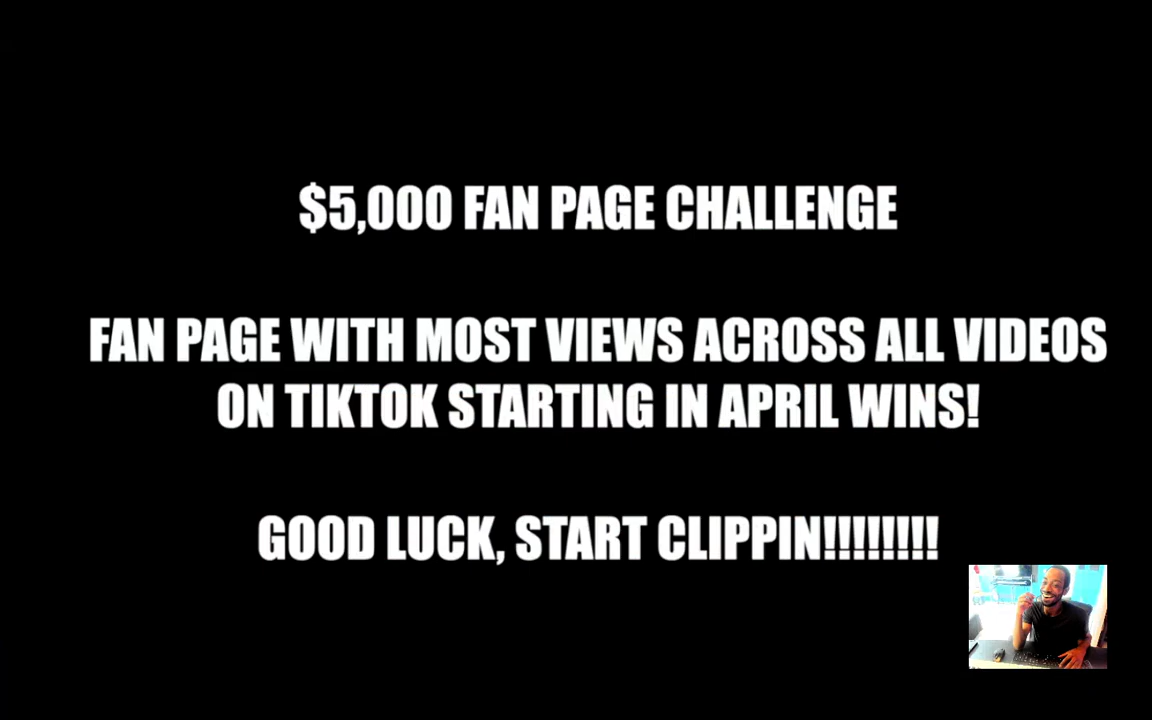 $5,000 FAN PAGE CHALLENGE
FAN PAGE WITH MOST VIEWS ACROSS ALL VIDEOS
ON TIKTOK STARTING IN APRIL WINS!
GOOD LUCK, START CLIPPIN!!!!!!!!